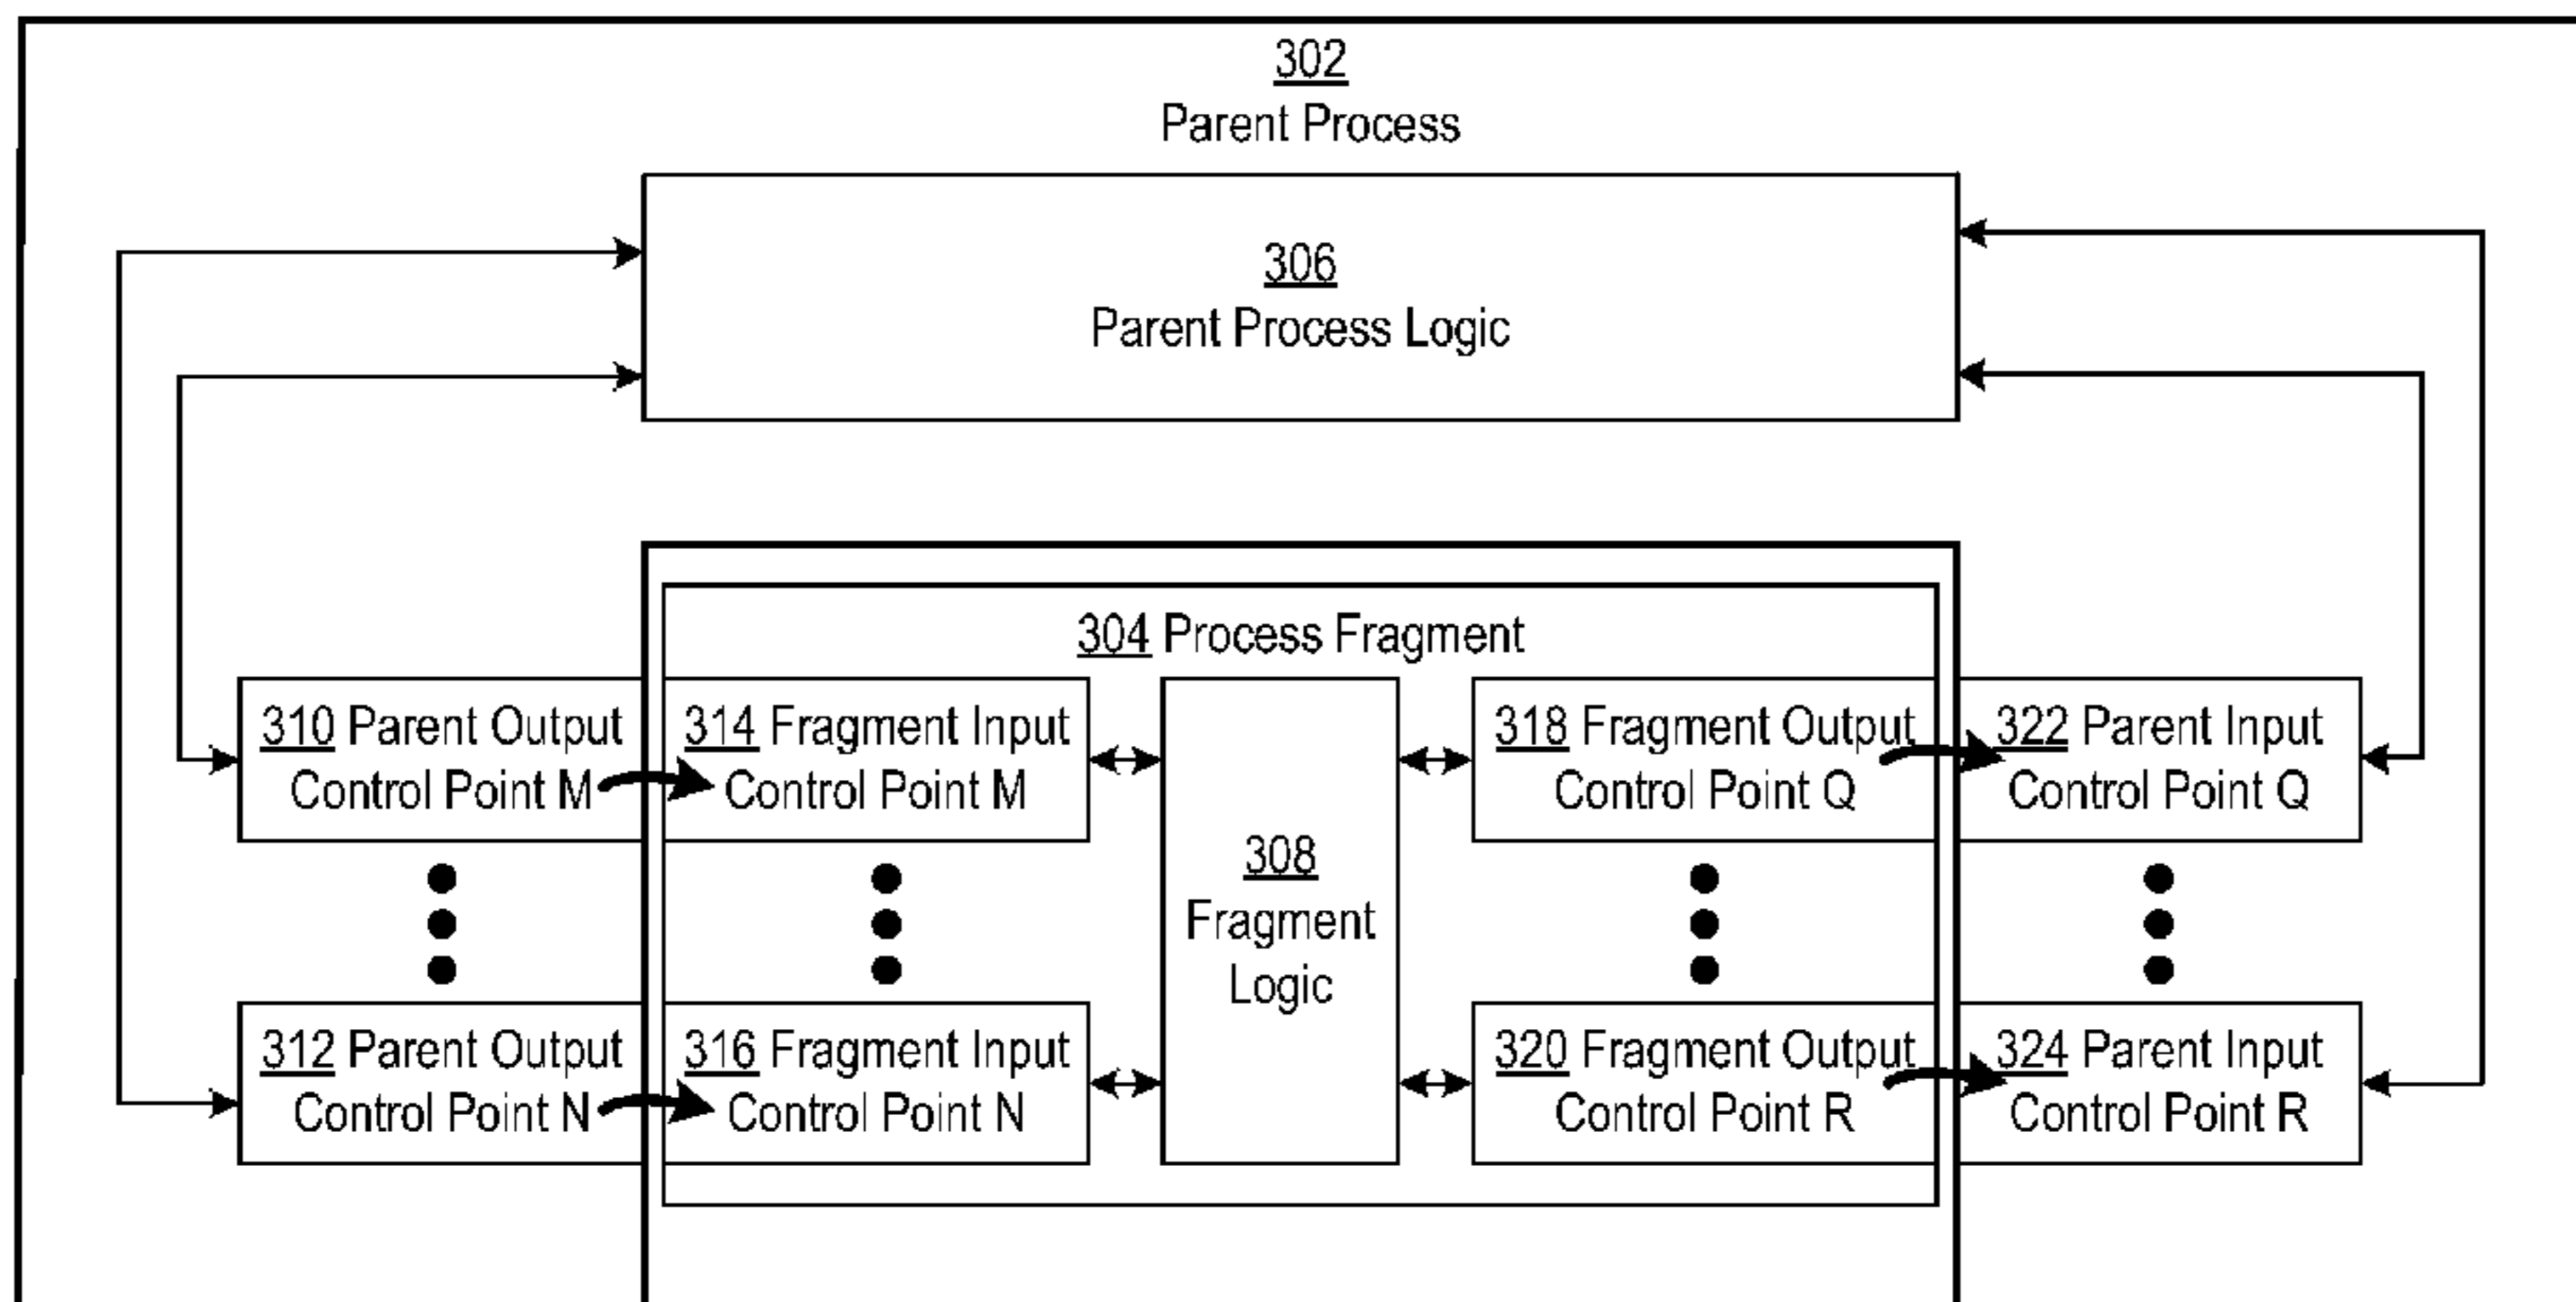 302
Parent Process
306
Parent Process Logic
304 Process Fragment
310 Parent Output
Control Point M
314 Fragment Input
Control Point M
318 Fragment Output
Control Point Q
322 Parent Input
Control Point Q
308
Fragment
Logic
312 Parent Output
Control Point N
316 Fragment Input
Control Point N
320 Fragment Output
Control Point R
324 Parent Input
Control Point R